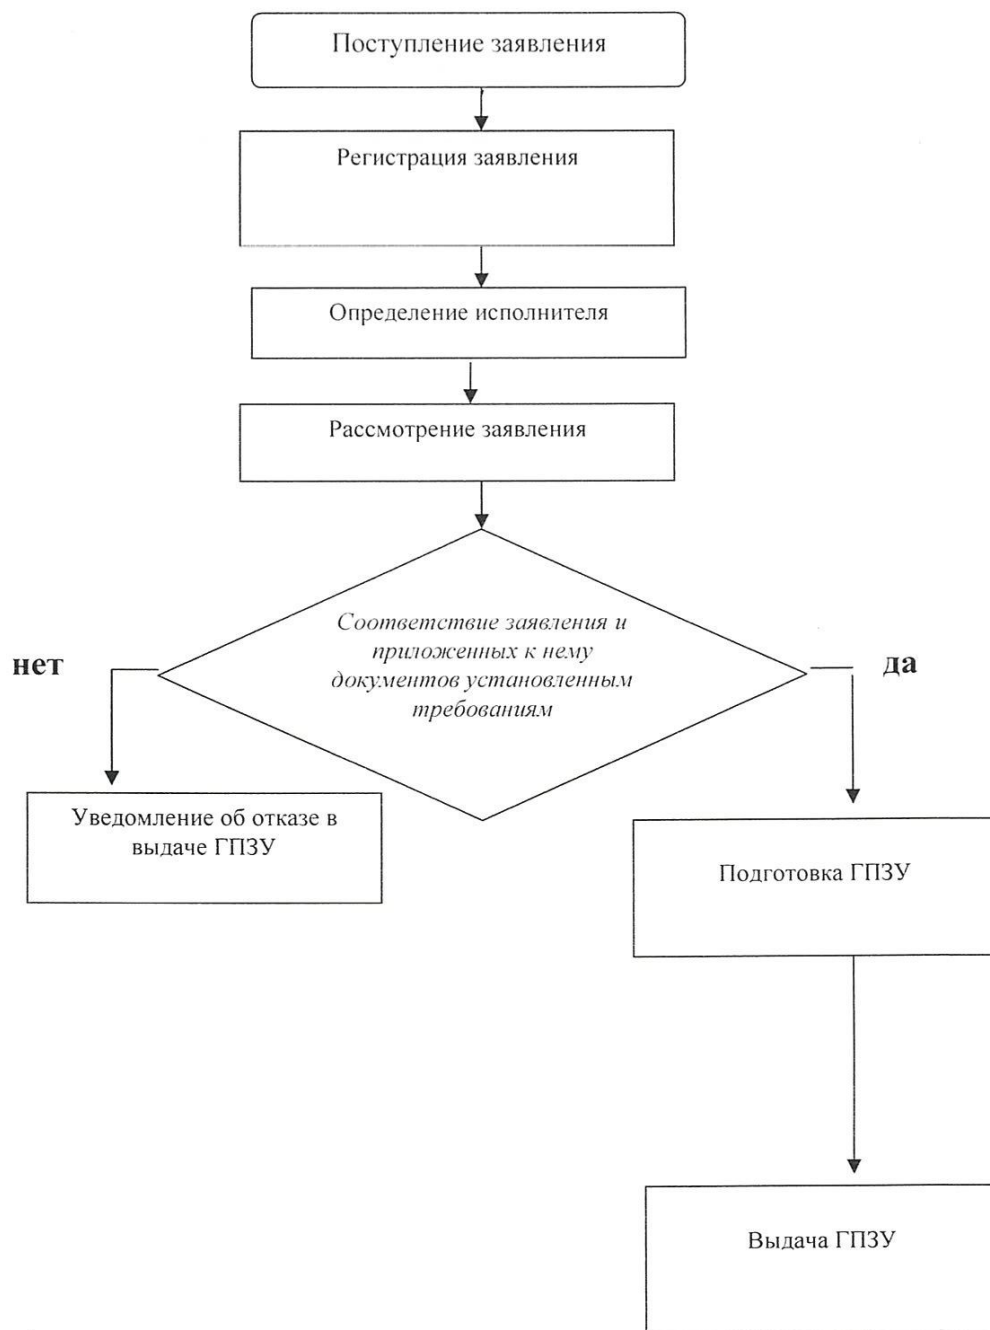 Поступление заявления
Регистрация заявления
Определение исполнителя
Рассмотрение заявления
Соответствие заявления и
приложенных к нему
документов установленным
требованиям
нет
да
Уведомление об отказе в
выдаче ГПЗУ
Подготовка ГПЗУ
Выдача ГПЗУ